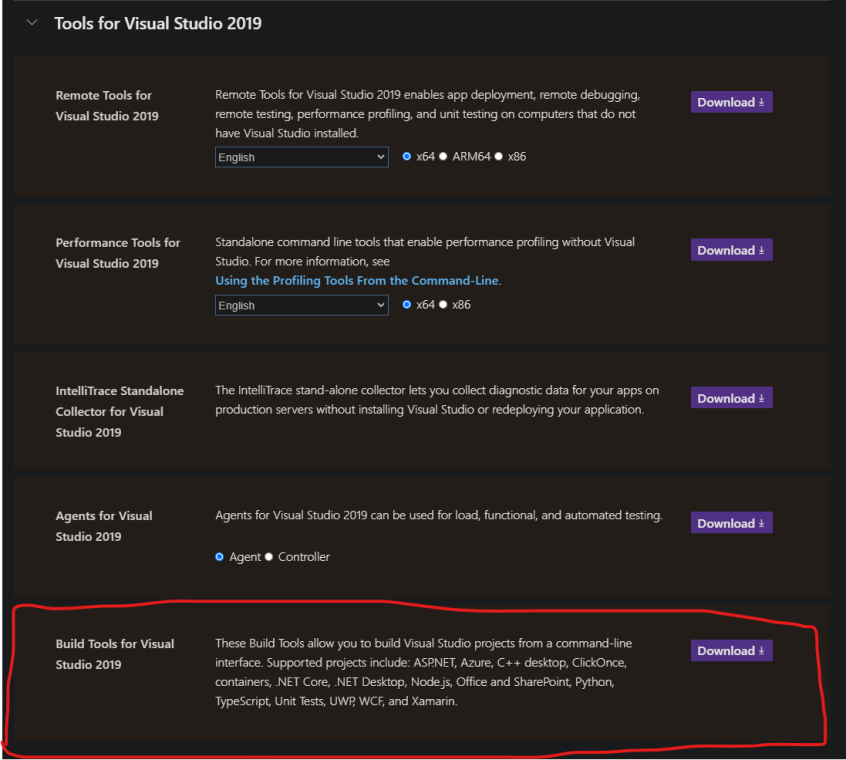 Tools for Visual Studio 2019
Remote Tools for
Visual Studio 2019
Remote Tools for Visual Studio 2019 enables app deployment, remote debugging,
remote testing, performance profiling, and unit testing on computers that do not
have Visual Studio installed.
English
x64 ARM64 x86
Download
Performance Tools for
Visual Studio 2019
Standalone command line tools that enable performance profiling without Visual
Studio. For more information, see
Using the Profiling Tools From the Command-Line.
English
x64 x86
Download
IntelliTrace Standalone
Collector for Visual
Studio 2019
The IntelliTrace stand-alone collector lets you collect diagnostic data for your apps on
production servers without installing Visual Studio or redeploying your application.
Download
Agents for Visual
Studio 2019
Agents for Visual Studio 2019 can be used for load, functional, and automated testing.
Agent Controller
Download
Build Tools for Visual
Studio 2019
These Build Tools allow you to build Visual Studio projects from a command-line
interface. Supported projects include: ASP.NET, Azure, C++ desktop, ClickOnce,
containers, .NET Core, .NET Desktop, Node.js, Office and SharePoint, Python,
TypeScript, Unit Tests, UWP, WCF, and Xamarin.
Download